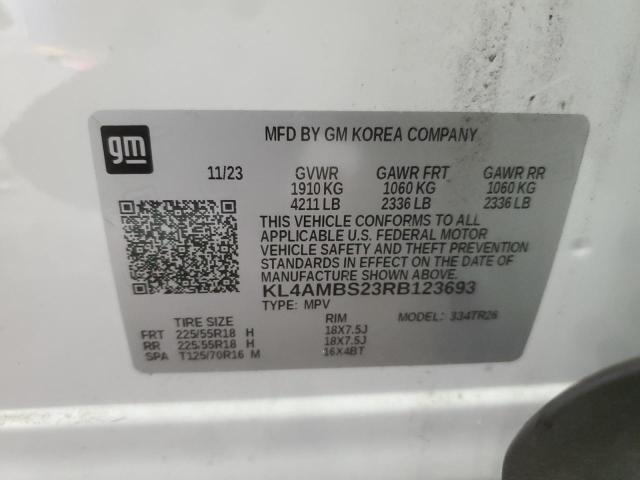 gm
MFD BY GM KOREA COMPANY
11/23 GVWR GAWR FRT GAWR RR
1910 KG 1060 KG 1060 KG
4211 LB 2336 LB 2336 LB
THIS VEHICLE CONFORMS TO ALL
APPLICABLE U.S. FEDERAL MOTOR
VEHICLE SAFETY AND THEFT PREVENTION
STANDARDS IN EFFECT ON THE DATE
OF MANUFACTURE SHOWN ABOVE.
KL4AMBS23RB123693
TYPE: MPV MODEL: 334TR26
TIRE SIZE RIM
FRT 225/55R18 H 18X7.5J
RR 225/55R18 H 18X7.5J
SPA T125/70R16 M 16X4BT